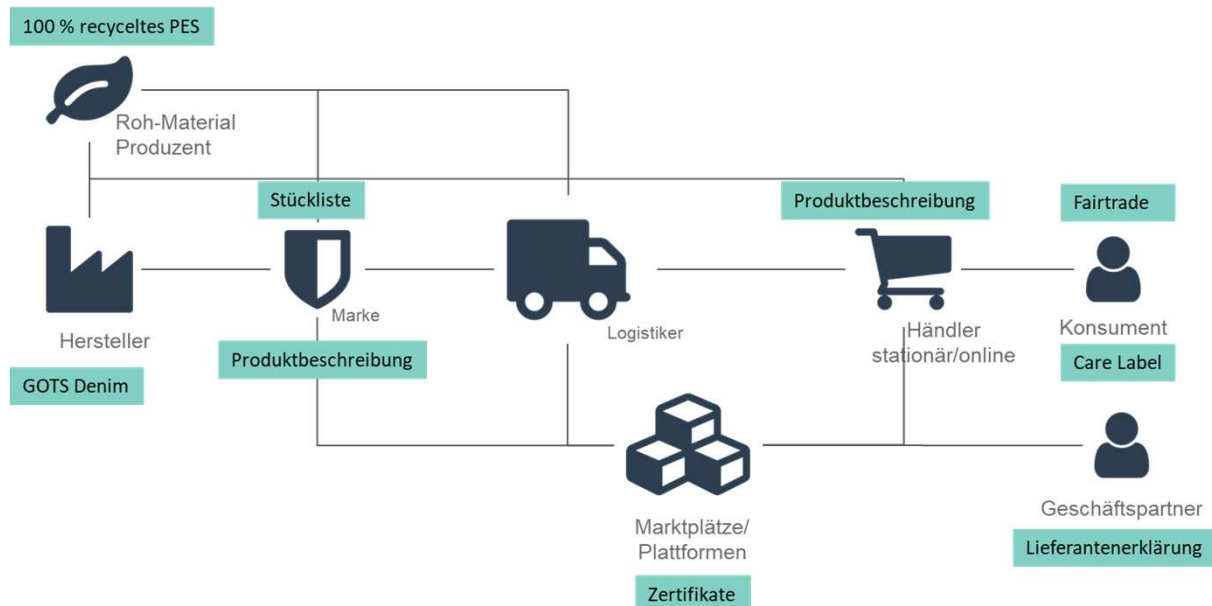 100 % recyceltes PES
Roh-Material
Produzent
Stückliste
Produktbeschreibung
Fairtrade
Hersteller
Marke
Logistiker
Händler
stationär/online
Konsument
GOTS Denim
Produktbeschreibung
Care Label
Marktplätze/
Plattformen
Geschäftspartner
Zertifikate
Lieferantenerklärung